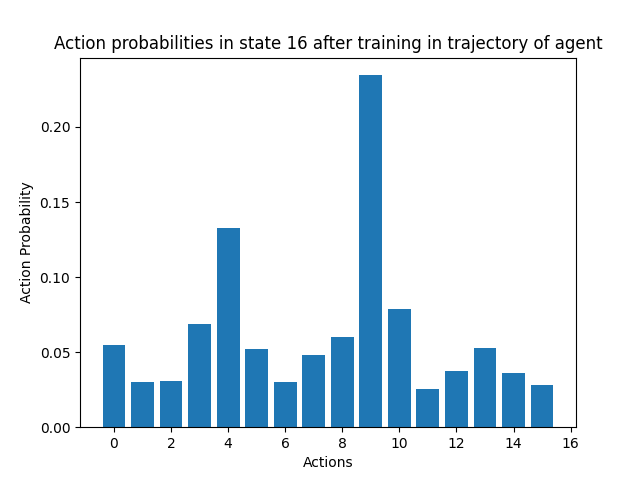 Action probabilities in state 16 after training in trajectory of agent
0.20
0.15
0.10
0.05
0.00
Action Probability
0 2 4 6 8 10 12 14 16
Actions